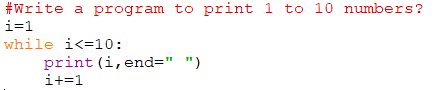 #Write a program to print 1 to 10 numbers?
i=1
while i<=10:
    print(i,end=" ")
    i+=1